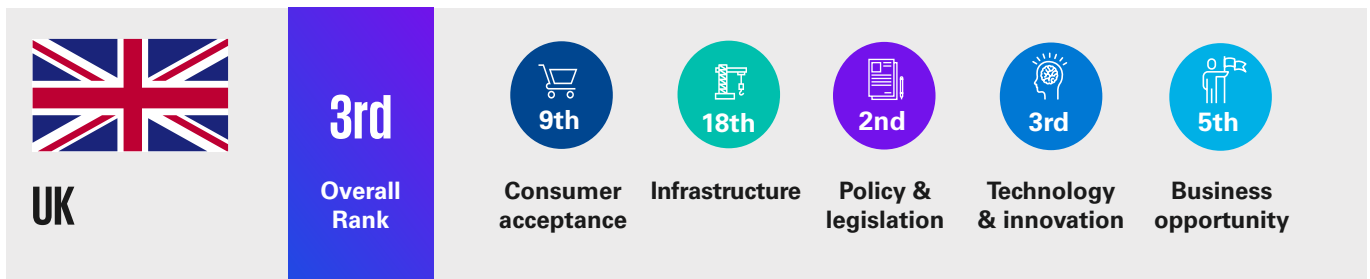 UK
3rd
Overall
Rank
9th
Consumer
acceptance
18th
Infrastructure
2nd
Policy &
legislation
3rd
Technology
& innovation
5th
Business
opportunity